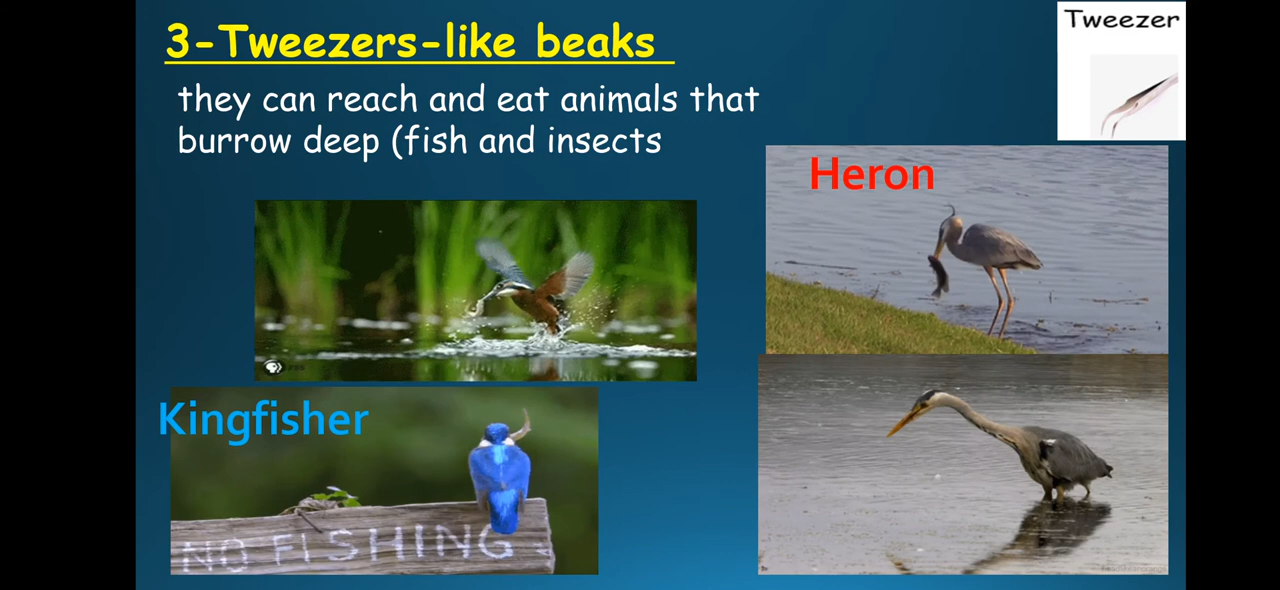 3-Tweezers-like beaks
Tweezer
they can reach and eat animals that
burrow deep (fish and insects
Heron
Kingfisher
NO FISHING